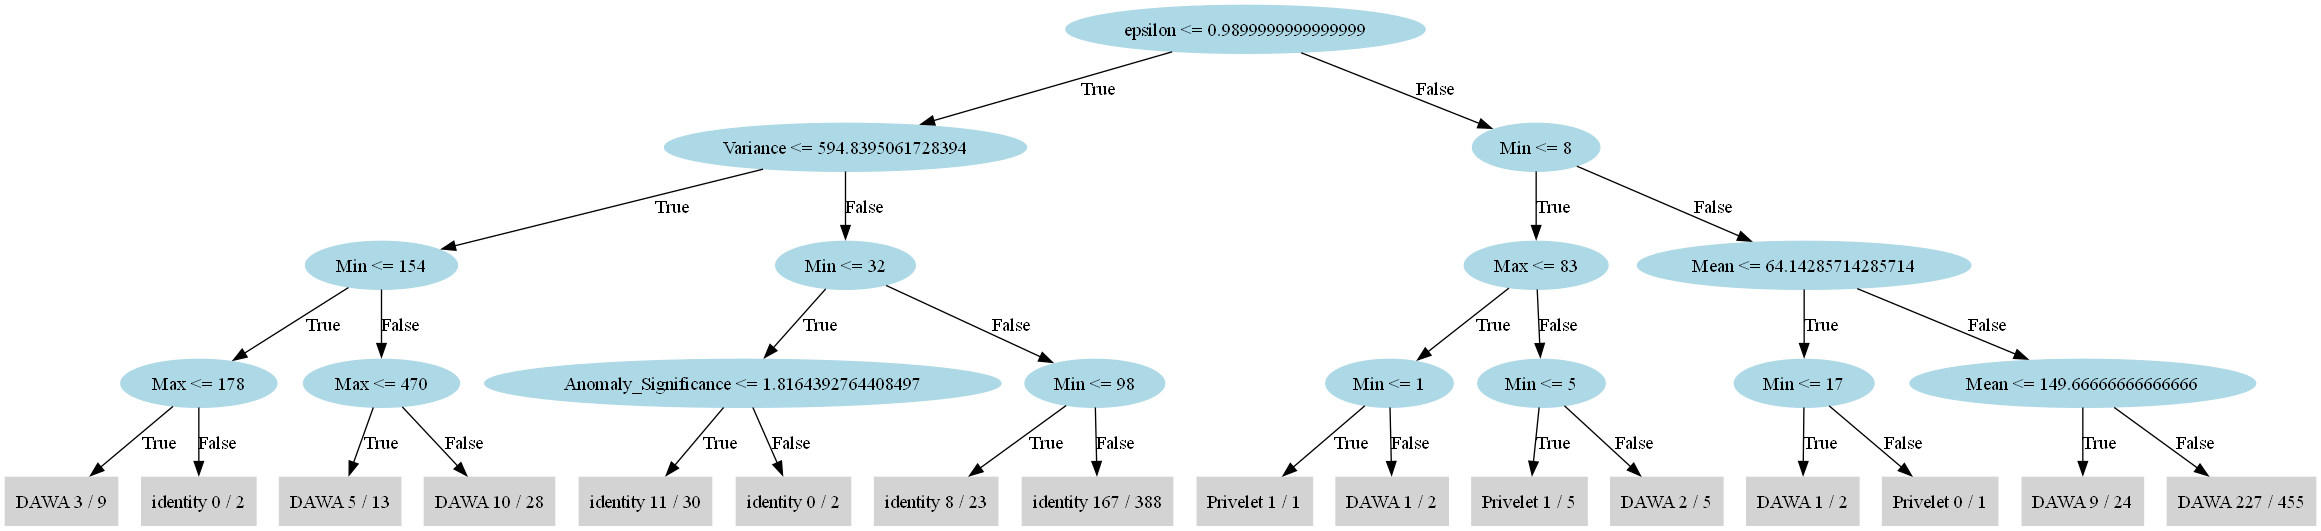 epsilon <= 0.9899999999999999
True
False
Variance <= 594.8395061728394
Min <= 8
True
False
True
False
Min <= 154
Min <= 32
Max <= 83
Mean <= 64.14285714285714
True
False
True
False
True
False
True
False
Max <= 178
Max <= 470
Anomaly_Significance <= 1.8164392764408497
Min <= 98
Min <= 1
Min <= 5
Min <= 17
Mean <= 149.66666666666666
True
False
True
False
True
False
True
False
True
False
True
False
True
False
True
False
DAWA 3 / 9
identity 0 / 2
DAWA 5 / 13
DAWA 10 / 28
identity 11 / 30
identity 0 / 2
identity 8 / 23
identity 167 / 388
Privelet 1 / 1
DAWA 1 / 2
Privelet 1 / 5
DAWA 2 / 5
DAWA 1 / 2
Privelet 0 / 1
DAWA 9 / 24
DAWA 227 / 455